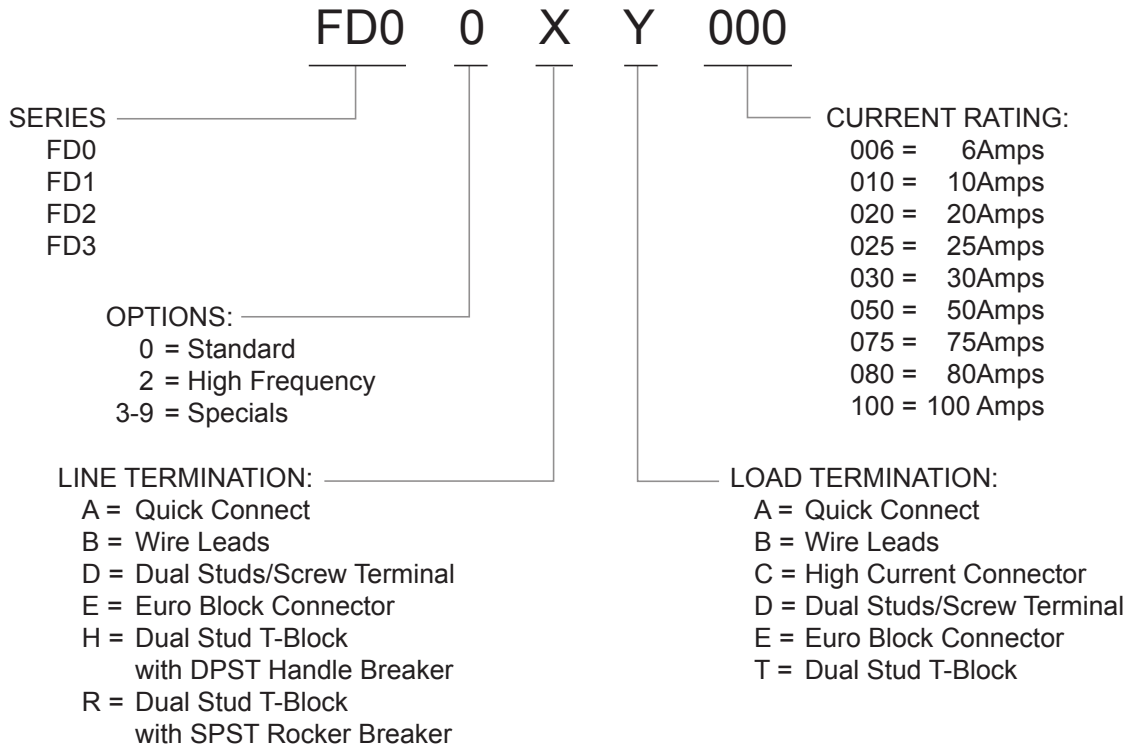 FD0 0 X Y 000
SERIES
FD0
FD1
FD2
FD3
OPTIONS:
0 = Standard
2 = High Frequency
3-9 = Specials
LINE TERMINATION:
A = Quick Connect
B = Wire Leads
D = Dual Studs/Screw Terminal
E = Euro Block Connector
H = Dual Stud T-Block
with DPST Handle Breaker
R = Dual Stud T-Block
with SPST Rocker Breaker
CURRENT RATING:
006 = 6Amps
010 = 10Amps
020 = 20Amps
025 = 25Amps
030 = 30Amps
050 = 50Amps
075 = 75Amps
080 = 80Amps
100 = 100 Amps
LOAD TERMINATION:
A = Quick Connect
B = Wire Leads
C = High Current Connector
D = Dual Studs/Screw Terminal
E = Euro Block Connector
T = Dual Stud T-Block